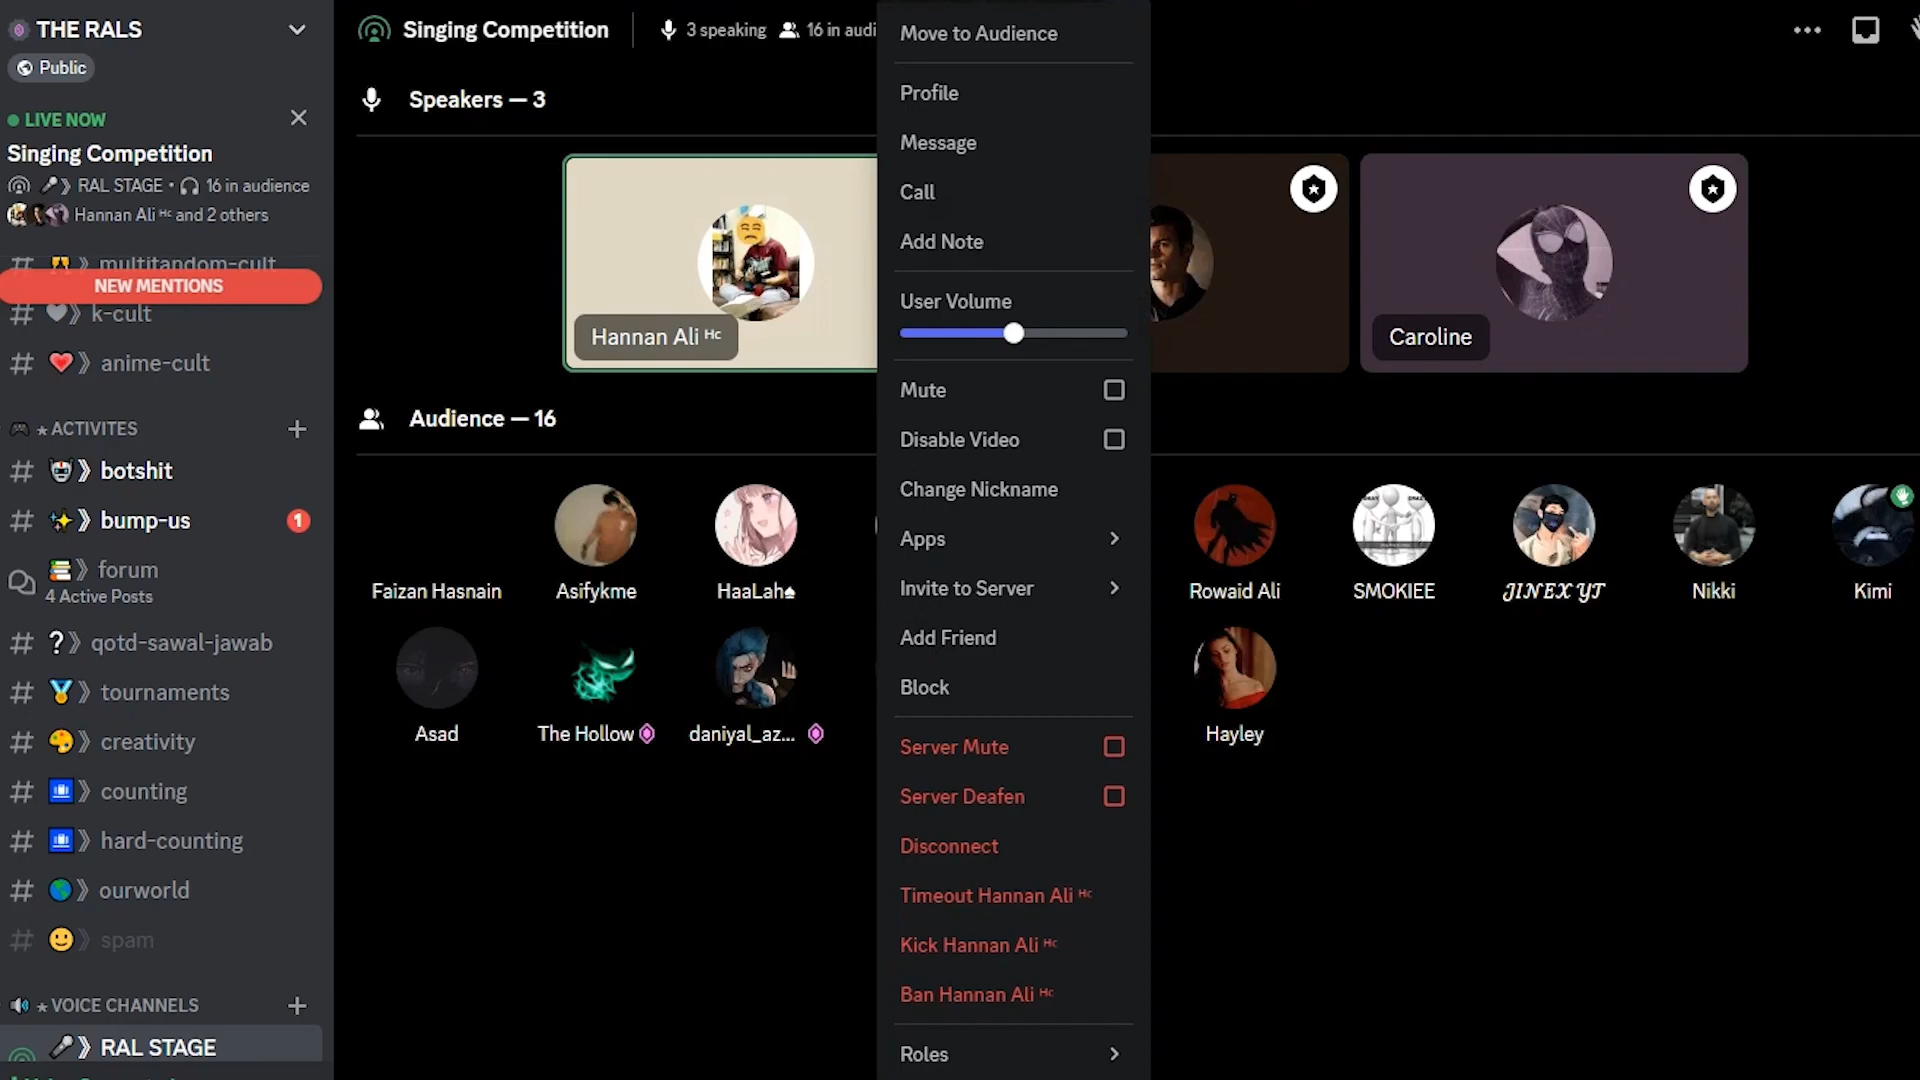 THE RALS
Public
LIVE NOW
Singing Competition
RAL STAGE • 16 in audience
Hannan Ali ᴴᶜ and 2 others
multitandom-cult
NEW MENTIONS
k-cult
anime-cult
ACTIVITES
botshit
bump-us
1
forum
4 Active Posts
qotd-sawal-jawab
tournaments
creativity
counting
hard-counting
ourworld
spam
VOICE CHANNELS
RAL STAGE
Singing Competition
3 speaking 16 in audi
Speakers — 3
Hannan Ali ᴴᶜ
Caroline
Audience — 16
Faizan Hasnain
Asifykme
HaaLah♠
Rowaid Ali
SMOKIEE
JINEX YT
Nikki
Kimi
Asad
The Hollow
daniyal_az...
Hayley
Move to Audience
Profile
Message
Call
Add Note
User Volume
Mute
Disable Video
Change Nickname
Apps
Invite to Server
Add Friend
Block
Server Mute
Server Deafen
Disconnect
Timeout Hannan Ali ᴴᶜ
Kick Hannan Ali ᴴᶜ
Ban Hannan Ali ᴴᶜ
Roles